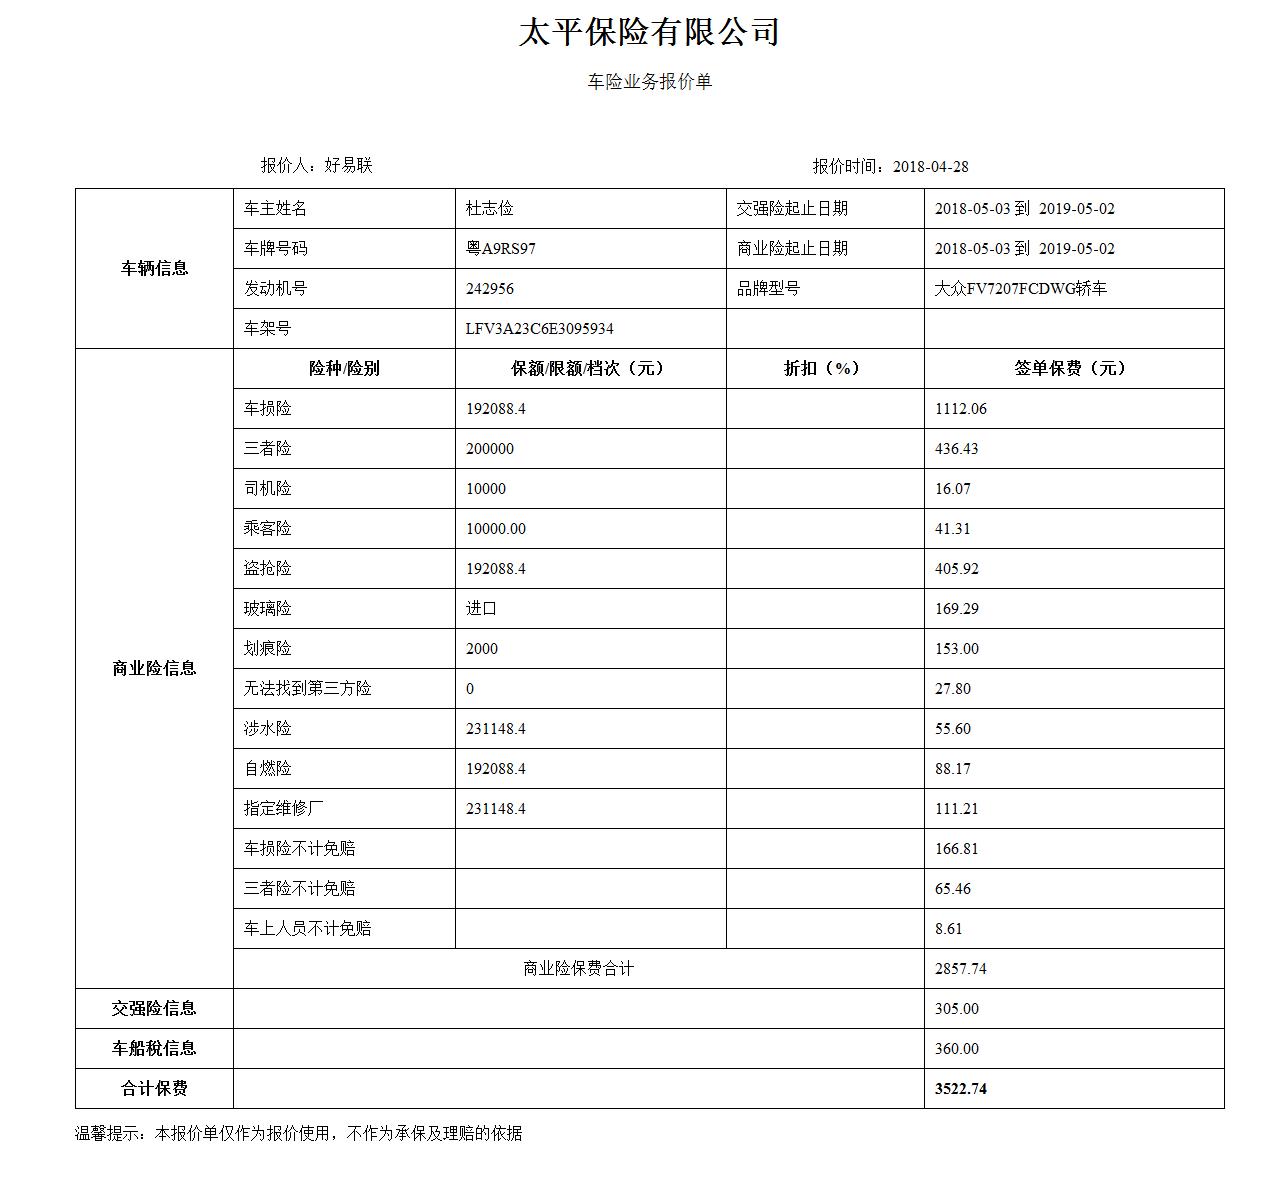 太平保险有限公司
车险业务报价单
报价人：好易联 报价时间：2018-04-28
车辆信息
车主姓名 杜志俭 交强险起止日期 2018-05-03 到 2019-05-02
车牌号码 粤A9RS97 商业险起止日期 2018-05-03 到 2019-05-02
发动机号 242956 品牌型号 大众FV7207FCDWG轿车
车架号 LFV3A23C6E3095934
商业险信息
险种/险别 保额/限额/档次（元） 折扣（%） 签单保费（元）
车损险 192088.4 1112.06
三者险 200000 436.43
司机险 10000 16.07
乘客险 10000.00 41.31
盗抢险 192088.4 405.92
玻璃险 进口 169.29
划痕险 2000 153.00
无法找到第三方险 0 27.80
涉水险 231148.4 55.60
自燃险 192088.4 88.17
指定维修厂 231148.4 111.21
车损险不计免赔 166.81
三者险不计免赔 65.46
车上人员不计免赔 8.61
商业险保费合计 2857.74
交强险信息 305.00
车船税信息 360.00
合计保费 3522.74
温馨提示：本报价单仅作为报价使用，不作为承保及理赔的依据